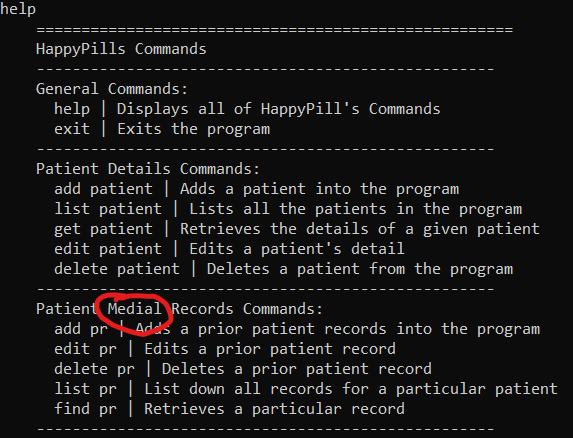 help
====================================================
HappyPills Commands
--------------------------------------------------
General Commands:
help | Displays all of HappyPill's Commands
exit | Exits the program
--------------------------------------------------
Patient Details Commands:
add patient | Adds a patient into the program
list patient | Lists all the patients in the program
get patient | Retrieves the details of a given patient
edit patient | Edits a patient's detail
delete patient | Deletes a patient from the program
--------------------------------------------------
Patient Medial Records Commands:
add pr | Adds a prior patient records into the program
edit pr | Edits a prior patient record
delete pr | Deletes a prior patient record
list pr | List down all records for a particular patient
find pr | Retrieves a particular record
--------------------------------------------------